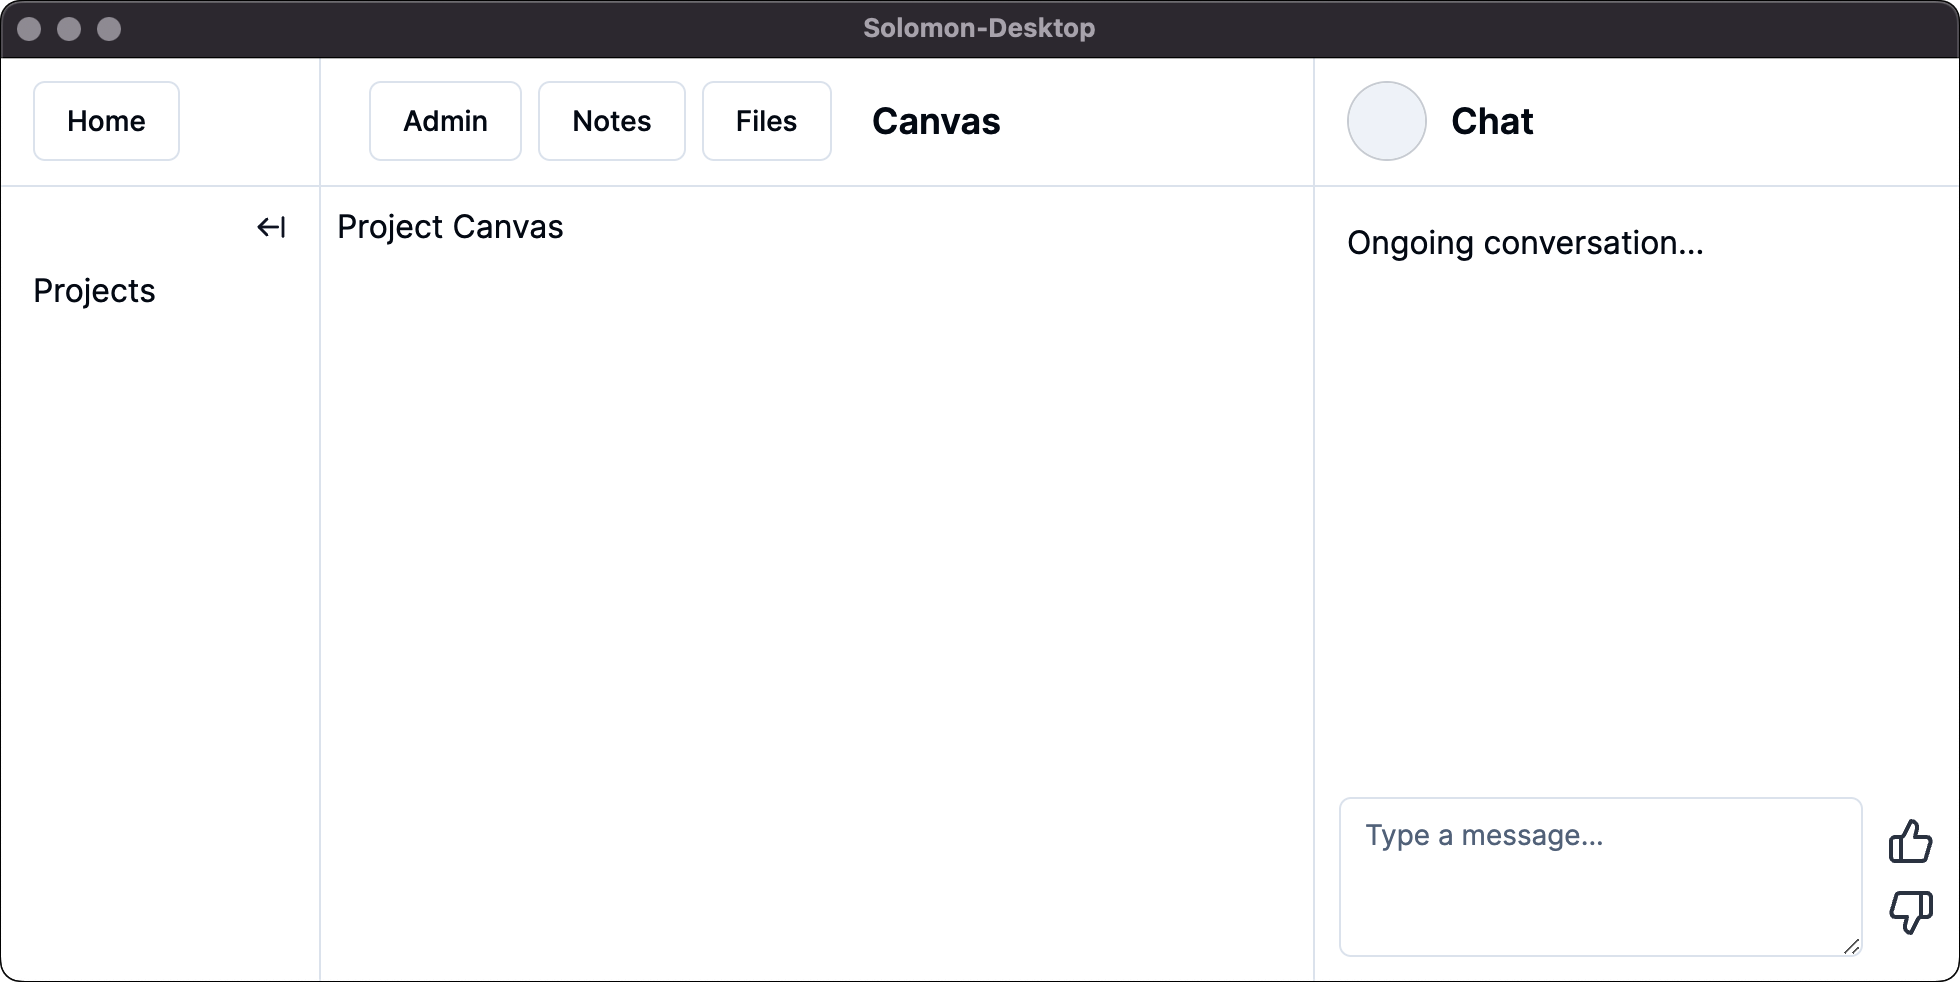 Solomon-Desktop
Home
Admin Notes Files Canvas
Chat
Projects
Project Canvas
Ongoing conversation...
Type a message...